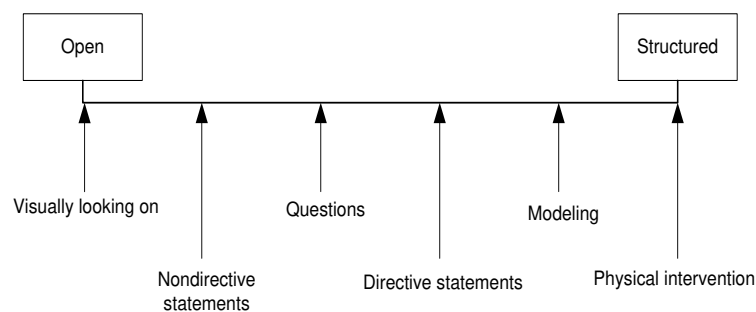 Open
Structured
Visually looking on
Questions
Modeling
Nondirective
statements
Directive statements
Physical intervention